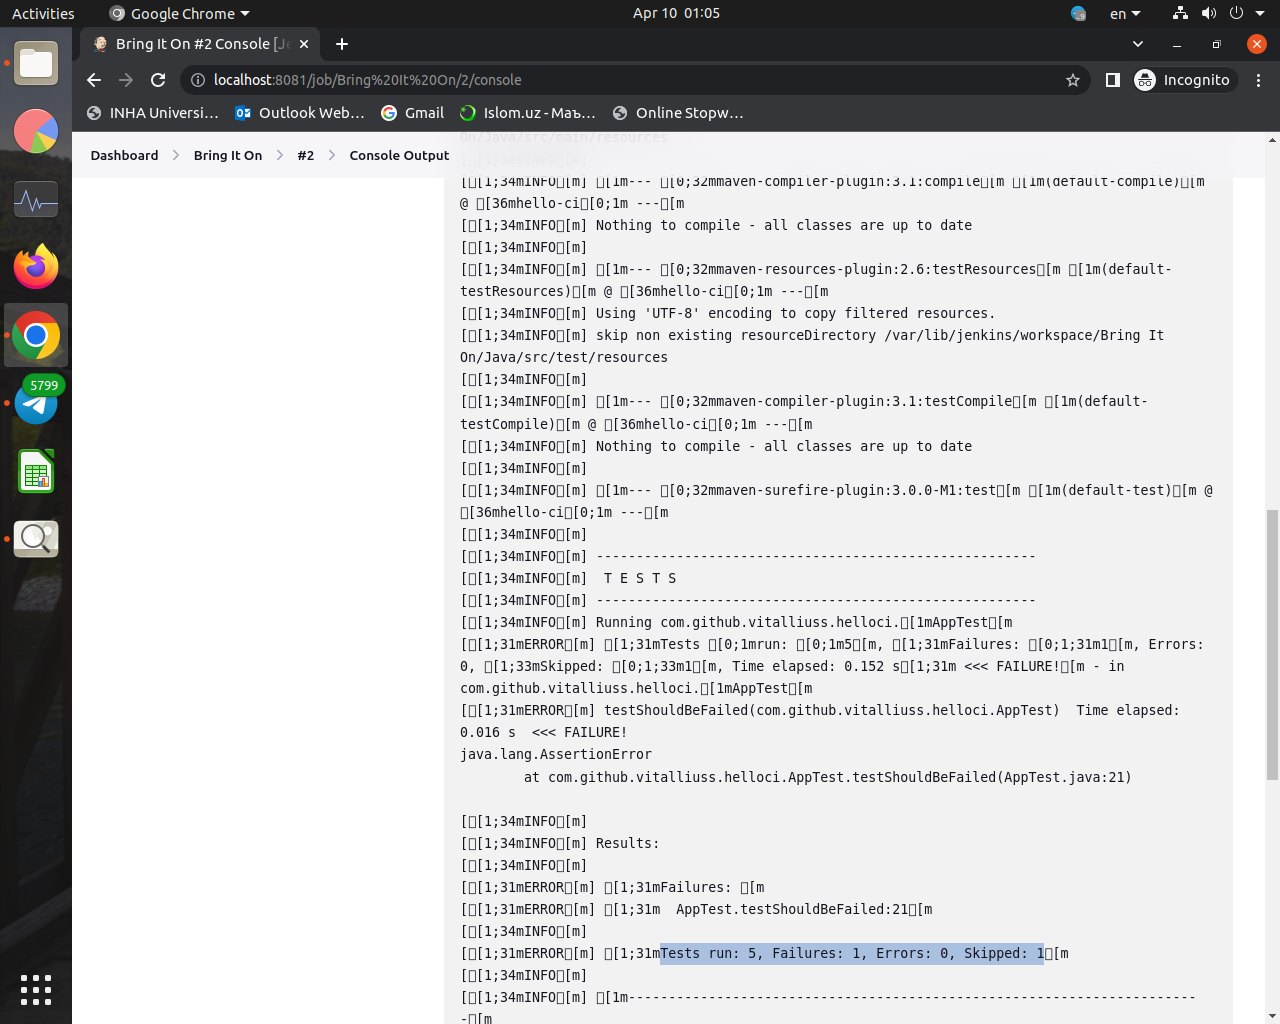 Activities
Google Chrome
Apr 10 01:05
en
Bring It On #2 Console [Je
localhost:8081/job/Bring%20It%20On/2/console
Incognito
INHA Universi…
Outlook Web…
Gmail
Islom.uz - Маъ…
Online Stopw…
On/Java/src/main/resources
Dashboard
Bring It On
#2
Console Output
[[1;34mINFO[m] [1m--- [0;32mmaven-compiler-plugin:3.1:compile[m [1m(default-compile)[m
@ [36mhello-ci[0;1m ---[m
[[1;34mINFO[m] Nothing to compile - all classes are up to date
[[1;34mINFO[m]
[[1;34mINFO[m] [1m--- [0;32mmaven-resources-plugin:2.6:testResources[m [1m(default-
testResources)[m @ [36mhello-ci[0;1m ---[m
[[1;34mINFO[m] Using 'UTF-8' encoding to copy filtered resources.
[[1;34mINFO[m] skip non existing resourceDirectory /var/lib/jenkins/workspace/Bring It
On/Java/src/test/resources
[[1;34mINFO[m]
[[1;34mINFO[m] [1m--- [0;32mmaven-compiler-plugin:3.1:testCompile[m [1m(default-
testCompile)[m @ [36mhello-ci[0;1m ---[m
[[1;34mINFO[m] Nothing to compile - all classes are up to date
[[1;34mINFO[m]
[[1;34mINFO[m] [1m--- [0;32mmaven-surefire-plugin:3.0.0-M1:test[m [1m(default-test)[m @
[36mhello-ci[0;1m ---[m
[[1;34mINFO[m]
[[1;34mINFO[m] -------------------------------------------------------
[[1;34mINFO[m]  T E S T S
[[1;34mINFO[m] -------------------------------------------------------
[[1;34mINFO[m] Running com.github.vitalliuss.helloci.[1mAppTest[m
[[1;31mERROR[m] [1;31mTests [0;1mrun: [0;1m5[m, [1;31mFailures: [0;1;31m1[m, Errors:
0, [1;33mSkipped: [0;1;33m1[m, Time elapsed: 0.152 s[1;31m <<< FAILURE![m - in
com.github.vitalliuss.helloci.[1mAppTest[m
[[1;31mERROR[m] testShouldBeFailed(com.github.vitalliuss.helloci.AppTest)  Time elapsed:
0.016 s  <<< FAILURE!
java.lang.AssertionError
at com.github.vitalliuss.helloci.AppTest.testShouldBeFailed(AppTest.java:21)
[[1;34mINFO[m]
[[1;34mINFO[m] Results:
[[1;34mINFO[m]
[[1;31mERROR[m] [1;31mFailures: [m
[[1;31mERROR[m] [1;31m  AppTest.testShouldBeFailed:21[m
[[1;34mINFO[m]
[[1;31mERROR[m] [1;31mTests run: 5, Failures: 1, Errors: 0, Skipped: 1[m
[[1;34mINFO[m]
[[1;34mINFO[m] [1m-----------------------------------------------------------------------
-[m
5799